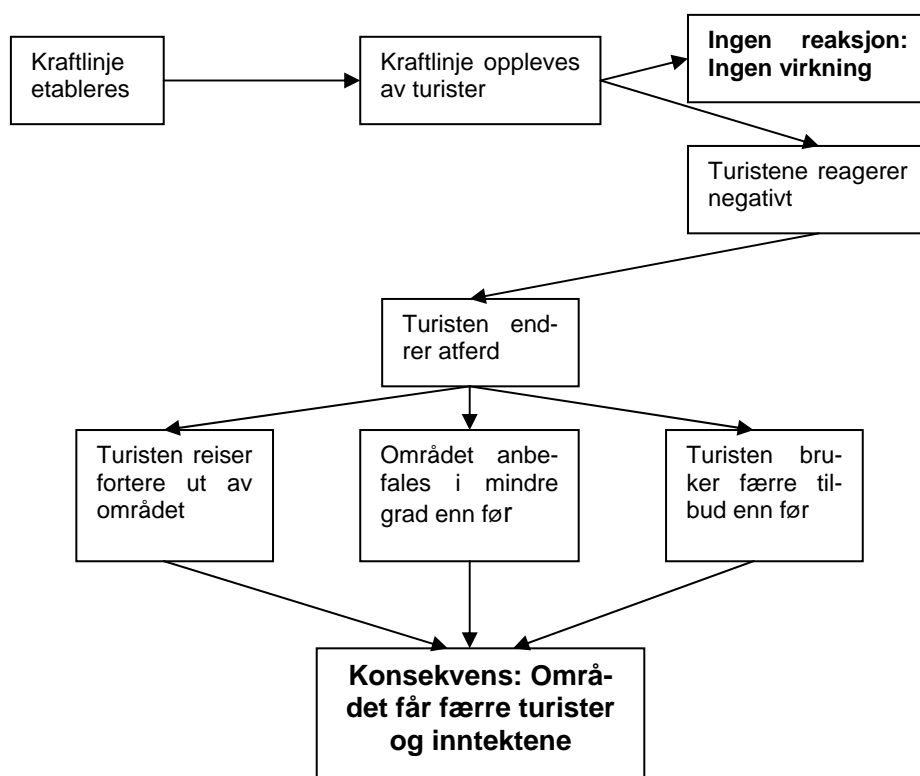 Kraftlinje
etableres
Kraftlinje oppleves
av turister
Ingen reaksjon:
Ingen virkning
Turistene reagerer
negativt
Turisten end-
rer atferd
Turisten reiser
fortere ut av
området
Området anbe-
fales i mindre
grad enn før
Turisten bru-
ker færre til-
bud enn før
Konsekvens: Områ-
det får færre turister
og inntektene